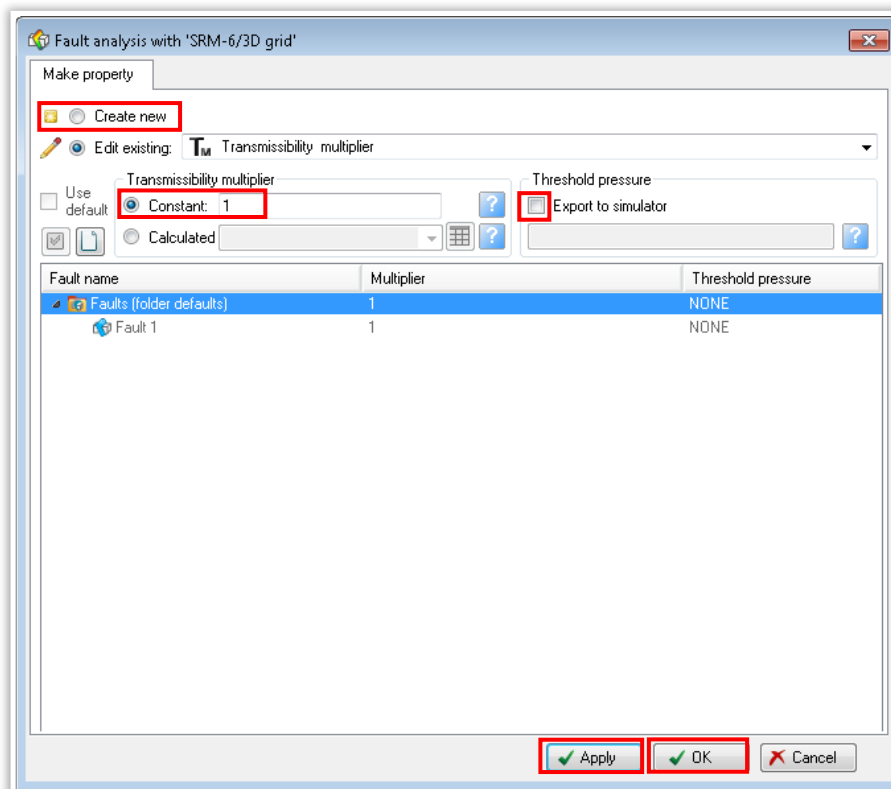 Fault analysis with 'SRM-6/3D grid'
Make property
Create new
Edit existing: TM Transmissibility multiplier
Use default
Transmissibility multiplier
Constant: 1 ?
Calculated ?
Threshold pressure
Export to simulator
?
Fault name Multiplier Threshold pressure
Faults (folder defaults) 1 NONE
Fault 1 1 NONE
Apply OK Cancel